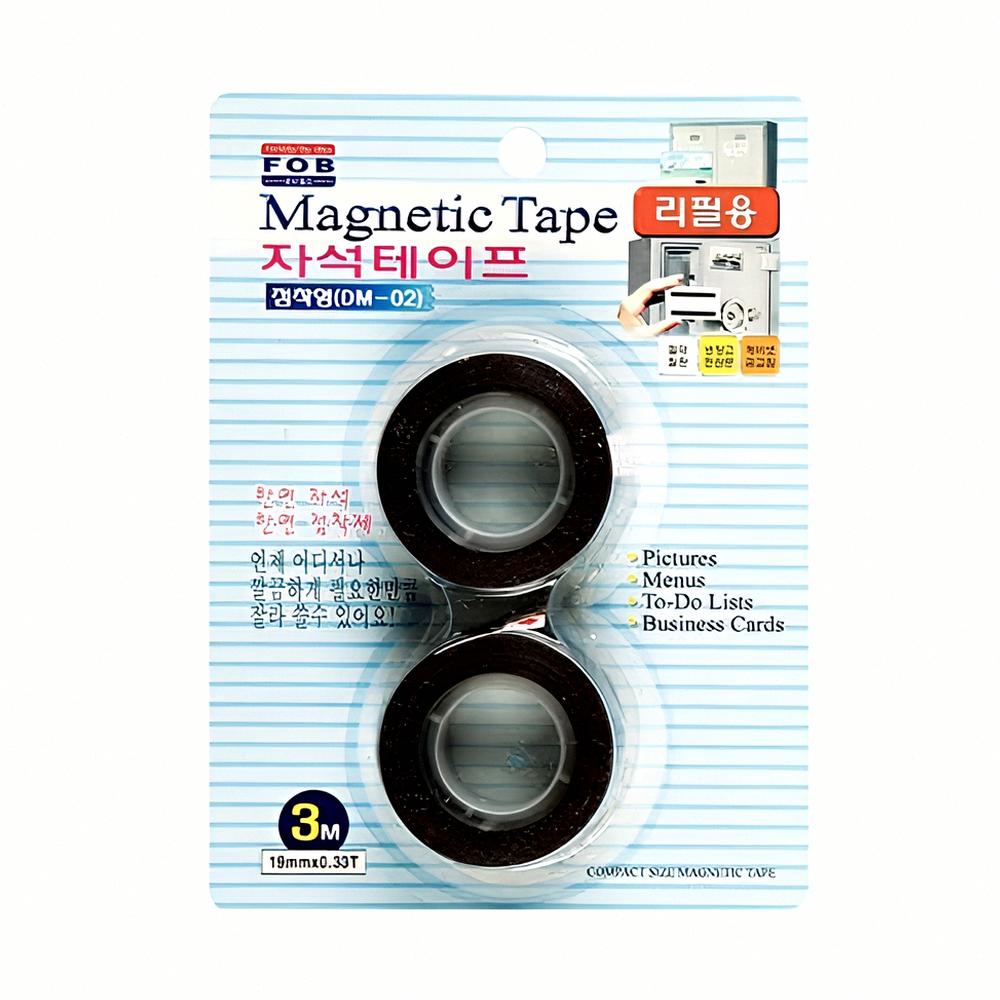 FOB
Magnetic Tape
리필용
자석테이프
점착형(DM-02)
한면 자석
한면 점착제
언제 어디서나
깔끔하게 필요한만큼
잘라 쓸수 있어요!
Pictures
Menus
To-Do Lists
Business Cards
3M
19mmx0.33T
COMPACT SIZE MAGNETIC TAPE